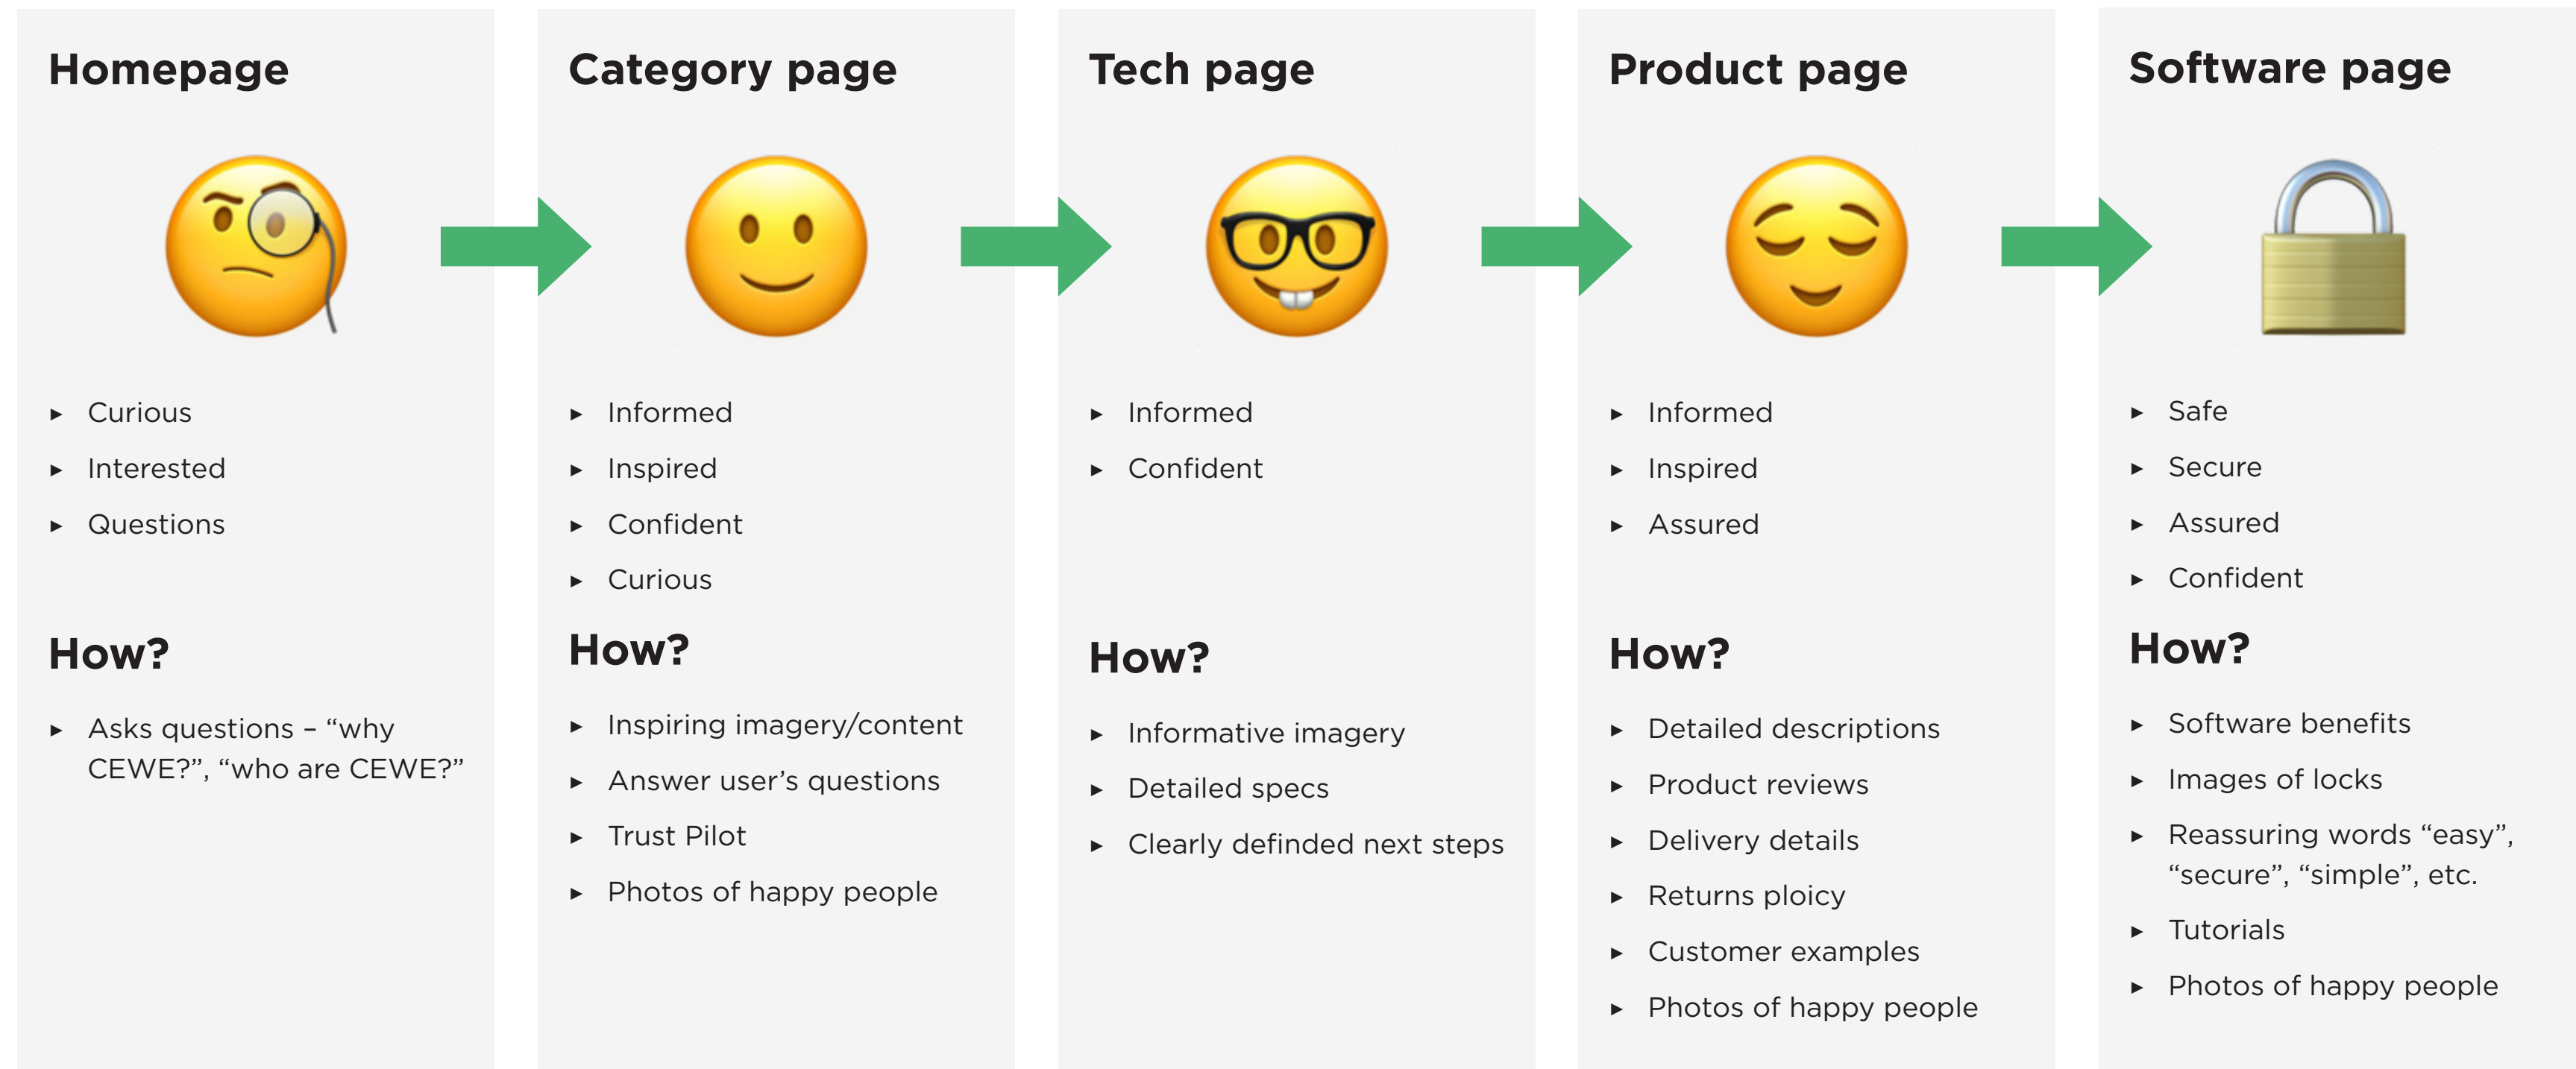 Homepage
Curious
Interested
Questions
How?
Asks questions – “why
CEWE?”, “who are CEWE?”
Category page
Informed
Inspired
Confident
Curious
How?
Inspiring imagery/content
Answer user’s questions
Trust Pilot
Photos of happy people
Tech page
Informed
Confident
How?
Informative imagery
Detailed specs
Clearly definded next steps
Product page
Informed
Inspired
Assured
How?
Detailed descriptions
Product reviews
Delivery details
Returns ploicy
Customer examples
Photos of happy people
Software page
Safe
Secure
Assured
Confident
How?
Software benefits
Images of locks
Reassuring words “easy”,
“secure”, “simple”, etc.
Tutorials
Photos of happy people